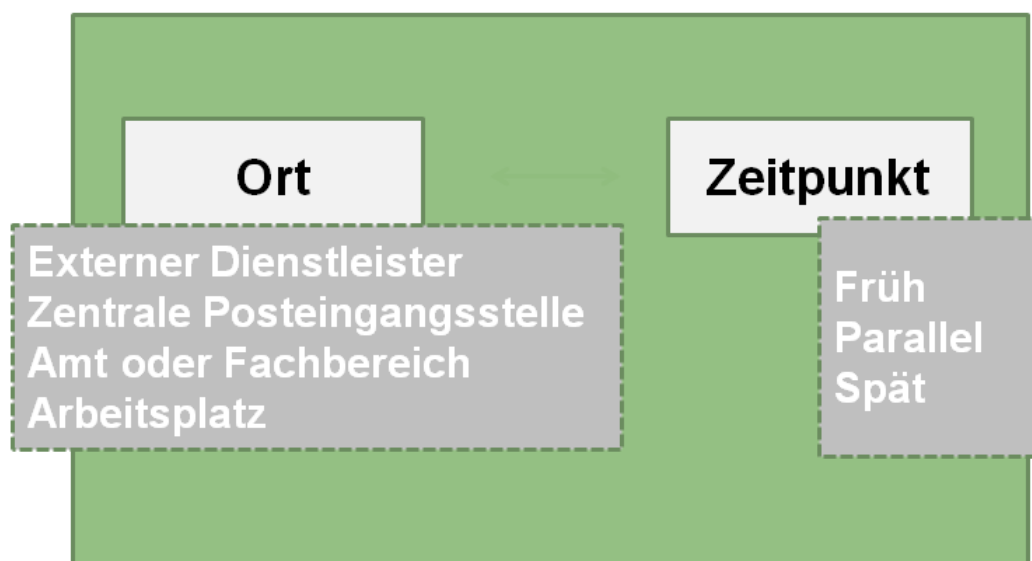 Ort
Zeitpunkt
Externer Dienstleister
Zentrale Posteingangsstelle
Amt oder Fachbereich
Arbeitsplatz
Früh
Parallel
Spät